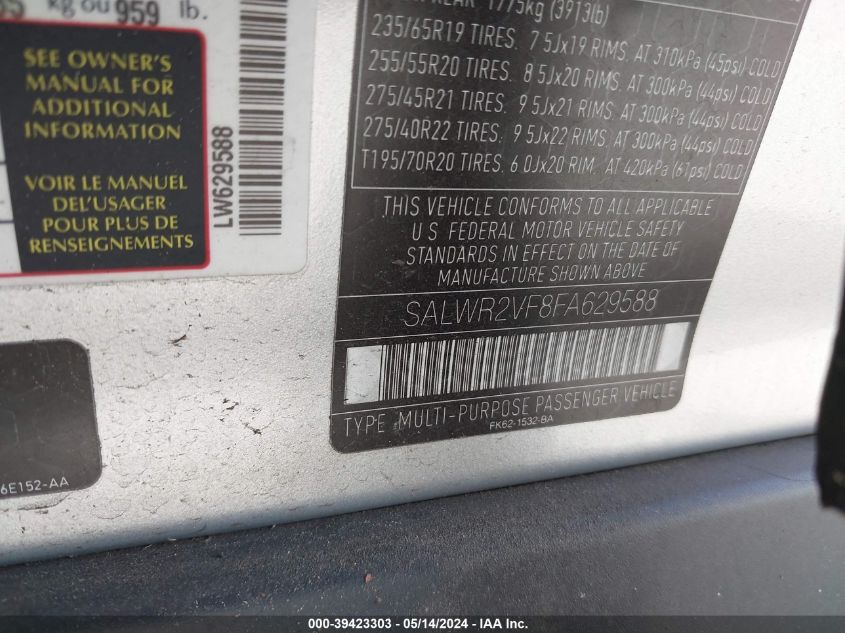 kg ou 959 lb.
SEE OWNER'S
MANUAL FOR
ADDITIONAL
INFORMATION
VOIR LE MANUEL
DEL'USAGER
POUR PLUS DE
RENSEIGNEMENTS
LW629588
1775kg (3913lb)
235/65R19 TIRES. 7 5Jx19 RIMS. AT 310kPa (45psi) COLD
255/55R20 TIRES. 8 5Jx20 RIMS. AT 300kPa (44psi) COLD
275/45R21 TIRES. 9 5Jx21 RIMS. AT 300kPa (44psi) COLD
275/40R22 TIRES. 9 5Jx22 RIMS. AT 300kPa (44psi) COLD
T195/70R20 TIRES. 6.0Jx20 RIM. AT 420kPa (61psi) COLD
THIS VEHICLE CONFORMS TO ALL APPLICABLE
U S FEDERAL MOTOR VEHICLE SAFETY
STANDARDS IN EFFECT ON THE DATE OF
MANUFACTURE SHOWN ABOVE
SALWR2VF8FA629588
TYPE MULTI-PURPOSE PASSENGER VEHICLE
FK62-1532-BA
6E152-AA
000-39423303 - 05/14/2024 - IAA Inc.